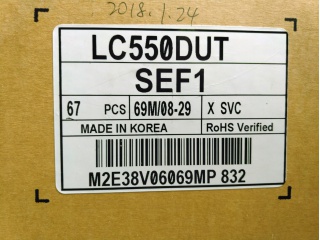 2018.1.24
LC550DUT
SEF1
67 PCS 69M/08-29 X SVC
MADE IN KOREA RoHS Verified
M2E38V06069MP 832